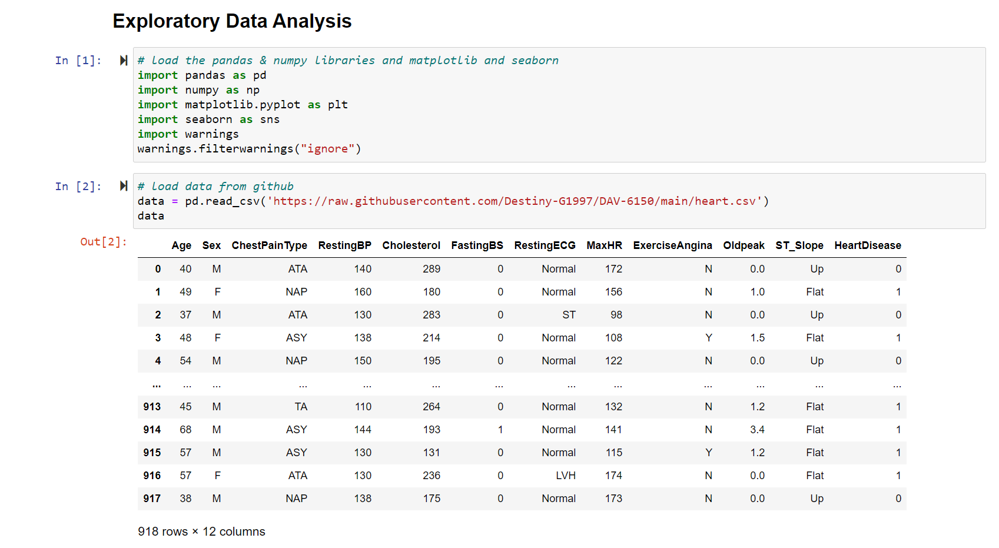 Exploratory Data Analysis
In [1]:
# load the pandas & numpy libraries and matplotlib and seaborn
import pandas as pd
import numpy as np
import matplotlib.pyplot as plt
import seaborn as sns
import warnings
warnings.filterwarnings("ignore")
In [2]:
# load data from github
data = pd.read_csv('https://raw.githubusercontent.com/Destiny-G1997/DAV-6150/main/heart.csv')
data
Out[2]:
Age Sex ChestPainType RestingBP Cholesterol FastingBS RestingECG MaxHR ExerciseAngina Oldpeak ST_Slope HeartDisease
0 40 M ATA 140 289 0 Normal 172 N 0.0 Up 0
1 49 F NAP 160 180 0 Normal 156 N 1.0 Flat 1
2 37 M ATA 130 283 0 ST 98 N 0.0 Up 0
3 48 F ASY 138 214 0 Normal 108 Y 1.5 Flat 1
4 54 M NAP 150 195 0 Normal 122 N 0.0 Up 0
... ... ... ... ... ... ... ... ... ... ... ... ...
913 45 M TA 110 264 0 Normal 132 N 1.2 Flat 1
914 68 M ASY 144 193 1 Normal 141 N 3.4 Flat 1
915 57 M ASY 130 131 0 Normal 115 Y 1.2 Flat 1
916 57 F ATA 130 236 0 LVH 174 N 0.0 Flat 1
917 38 M NAP 138 175 0 Normal 173 N 0.0 Up 0
918 rows × 12 columns